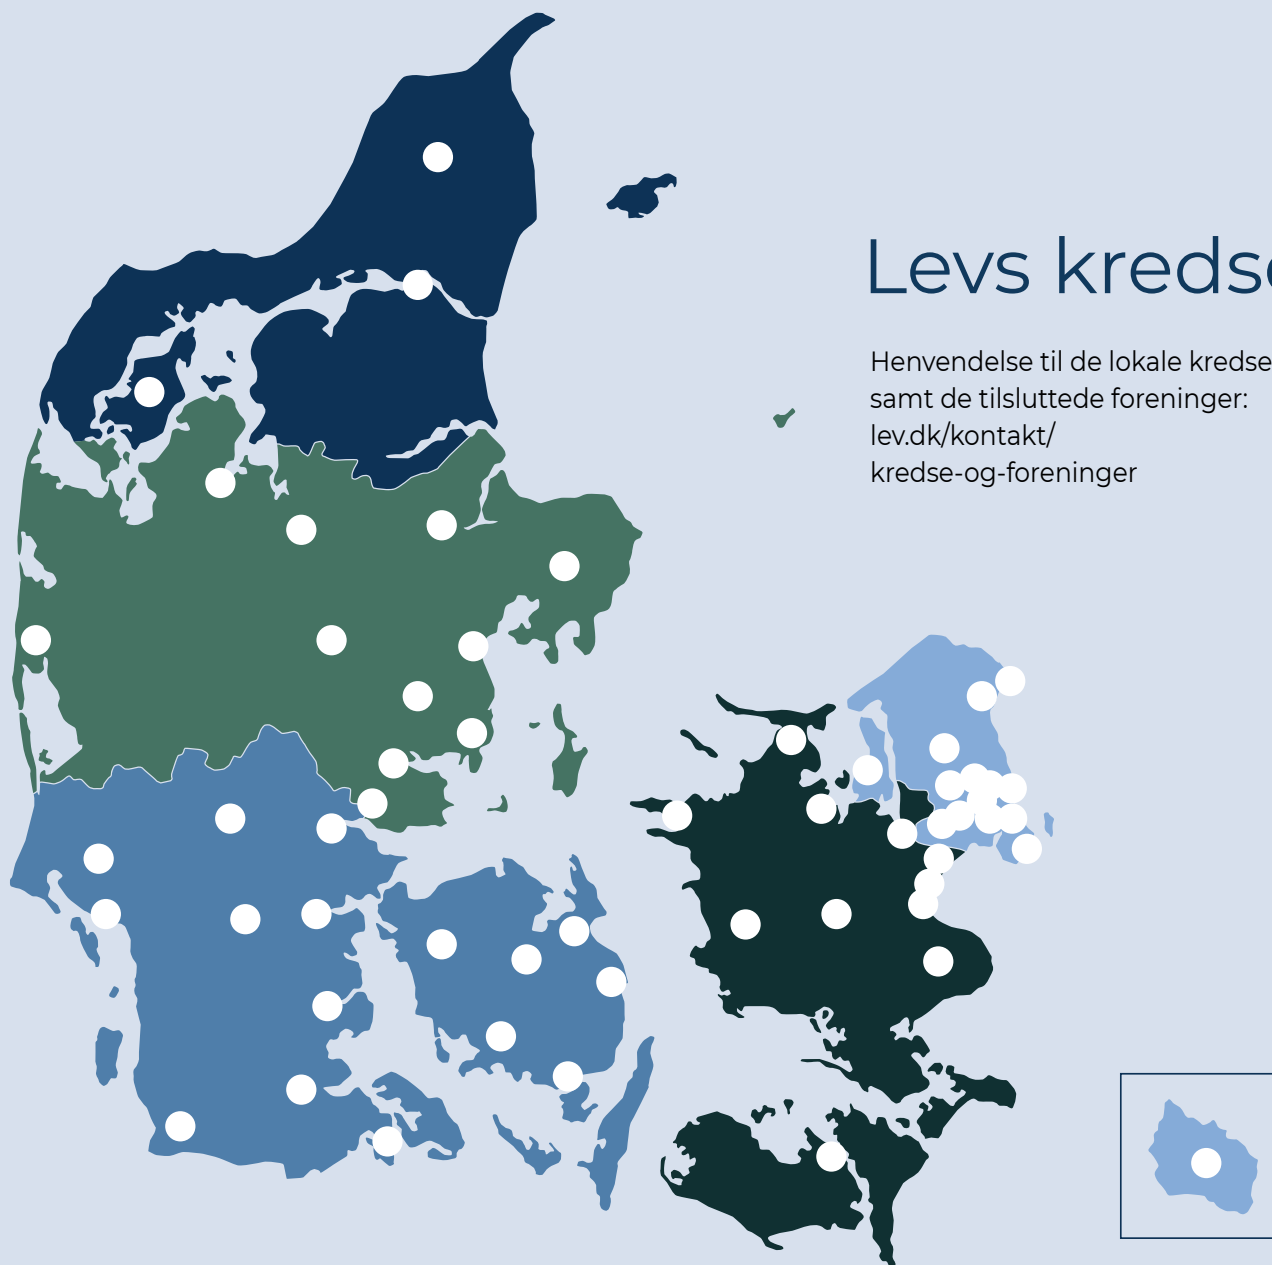 Levs kredse
Henvendelse til de lokale kredse
samt de tilsluttede foreninger:
lev.dk/kontakt/
kredse-og-foreninger